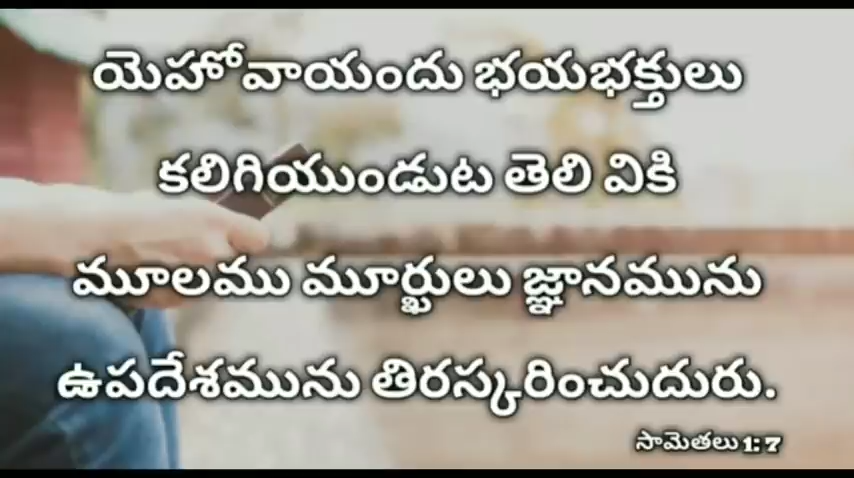 యెహోవాయందు భయభక్తులు
కలిగియుండుట తెలి వికి
మూలము మూర్ఖులు జ్ఞానమును
ఉపదేశమును తిరస్కరించుదురు.
సామెతలు 1: 7